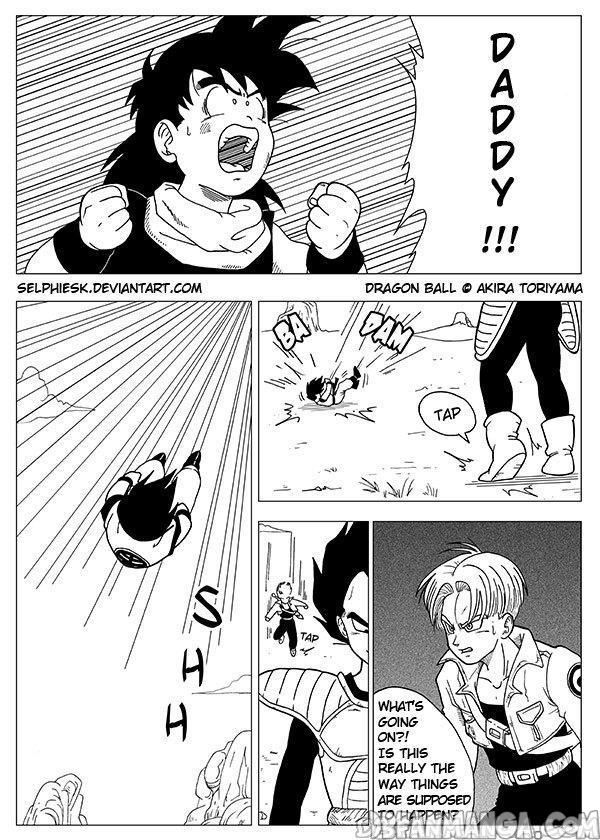 DADDY !!!
SELPHIESK.DEVIANTART.COM
DRAGON BALL © AKIRA TORIYAMA
BA
DAM
TAP
SHH
TAP
WHAT'S
GOING
ON?!
IS THIS
REALLY THE
WAY THINGS
ARE SUPPOSED
TO HAPPEN?
DBFANMANGA.COM